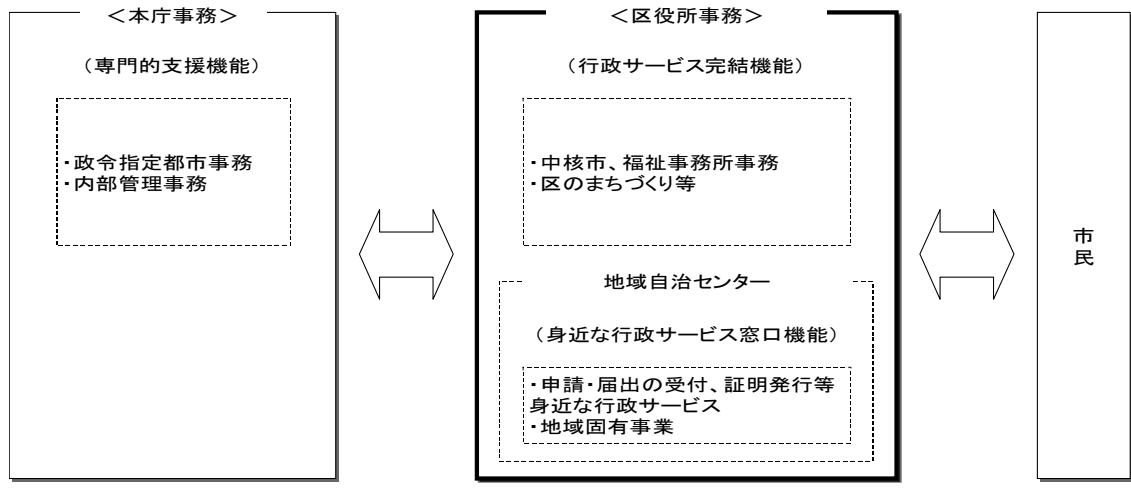 ＜本庁事務＞
（専門的支援機能）
・政令指定都市事務
・内部管理事務
＜区役所事務＞
（行政サービス完結機能）
・中核市、福祉事務所事務
・区のまちづくり等
地域自治センター
（身近な行政サービス窓口機能）
・申請・届出の受付、証明発行等
身近な行政サービス
・地域固有事業
市
民